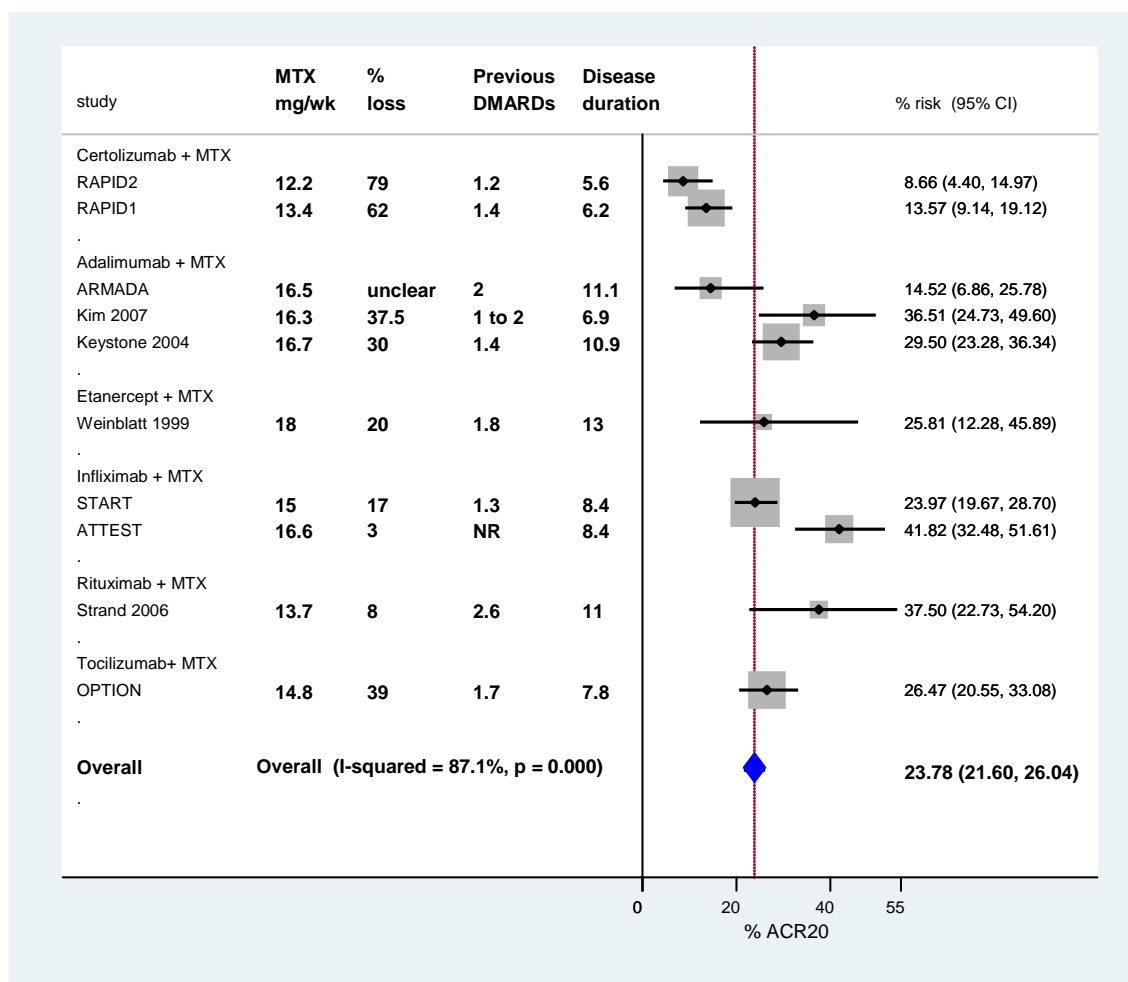 MTX % Previous Disease
study mg/wk loss DMARDs duration % risk (95% CI)
Certolizumab + MTX
RAPID2 12.2 79 1.2 5.6 8.66 (4.40, 14.97)
RAPID1 13.4 62 1.4 6.2 13.57 (9.14, 19.12)
.
Adalimumab + MTX
ARMADA 16.5 unclear 2 11.1 14.52 (6.86, 25.78)
Kim 2007 16.3 37.5 1 to 2 6.9 36.51 (24.73, 49.60)
Keystone 2004 16.7 30 1.4 10.9 29.50 (23.28, 36.34)
.
Etanercept + MTX
Weinblatt 1999 18 20 1.8 13 25.81 (12.28, 45.89)
.
Infliximab + MTX
START 15 17 1.3 8.4 23.97 (19.67, 28.70)
ATTEST 16.6 3 NR 8.4 41.82 (32.48, 51.61)
.
Rituximab + MTX
Strand 2006 13.7 8 2.6 11 37.50 (22.73, 54.20)
.
Tocilizumab+ MTX
OPTION 14.8 39 1.7 7.8 26.47 (20.55, 33.08)
.
Overall Overall (I-squared = 87.1%, p = 0.000) 23.78 (21.60, 26.04)
.
0 20 40 55
% ACR20